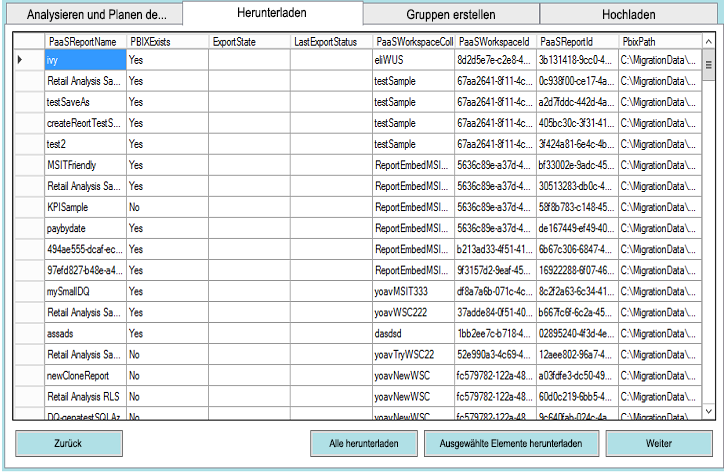 Analysieren und Planen de... Herunterladen Gruppen erstellen Hochladen
PaaSReportName PBIXExists ExportState LastExportStatus PaaSWorkspaceColl PaaSWorkspaceId PaaSReportId PbixPath
ivy Yes eliWUS 8d2d5e7e-c2e8-4... 3b131418-9cc0-4... C:\MigrationData\...
Retail Analysis Sa... Yes testSample 67aa2641-8f11-4c... 0c938f00-ce17-4a... C:\MigrationData\...
testSaveAs Yes testSample 67aa2641-8f11-4c... a2d7fddc-442d-4a... C:\MigrationData\...
createReortTestS... Yes testSample 67aa2641-8f11-4c... 405bc30c-3f31-41... C:\MigrationData\...
test2 Yes testSample 67aa2641-8f11-4c... 3f424a81-6e4c-4b... C:\MigrationData\...
MSITFriendly Yes ReportEmbedMSI... 5636c89e-a37d-4... bf33002e-9adc-45... C:\MigrationData\...
Retail Analysis Sa... Yes ReportEmbedMSI... 5636c89e-a37d-4... 30513283-db0c-4... C:\MigrationData\...
KPISample No ReportEmbedMSI... 5636c89e-a37d-4... 58f8b783-c148-45... C:\MigrationData\...
paybydate Yes ReportEmbedMSI... 5636c89e-a37d-4... de167449-ef49-40... C:\MigrationData\...
494ae555-dcaf-ec... Yes ReportEmbedMSI... b213ad33-4f51-41... 6b67c306-6847-4... C:\MigrationData\...
97efd827-b48e-a4... Yes ReportEmbedMSI... 9f3157d2-9eaf-45... 16922288-6f07-46... C:\MigrationData\...
mySmallDQ Yes yoavMSIT333 df8a7a6b-071c-4c... 8c2f2a63-6c34-41... C:\MigrationData\...
Retail Analysis Sa... Yes yoavWSC222 37adde84-0f51-40... b667fc6f-6c2a-45... C:\MigrationData\...
assads Yes dasdsd 1bb2ee7c-b718-4... 02895240-4f3d-4e... C:\MigrationData\...
Retail Analysis Sa... No yoavTryWSC22 52e990a3-4c69-4... 12aee802-96a7-4... C:\MigrationData\...
newCloneReport No yoavNewWSC fc579782-122a-48... a03fdfe3-dc50-49... C:\MigrationData\...
Retail Analysis RLS No yoavNewWSC fc579782-122a-48... 60d0c219-6bb5-4... C:\MigrationData\...
DQ-genatestSQLAz No yoavNewWSC fc579782-122a-48... 9c640fab-024c-4a... C:\MigrationData\...
Zurück Alle herunterladen Ausgewählte Elemente herunterladen Weiter